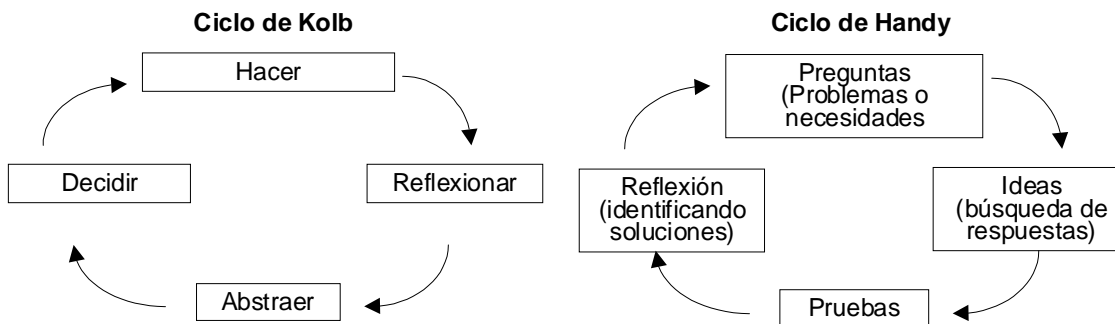 Ciclo de Kolb
Hacer
Decidir
Reflexionar
Abstraer
Ciclo de Handy
Preguntas
(Problemas o
necesidades
Reflexión
(identificando
soluciones)
Ideas
(búsqueda de
respuestas)
Pruebas